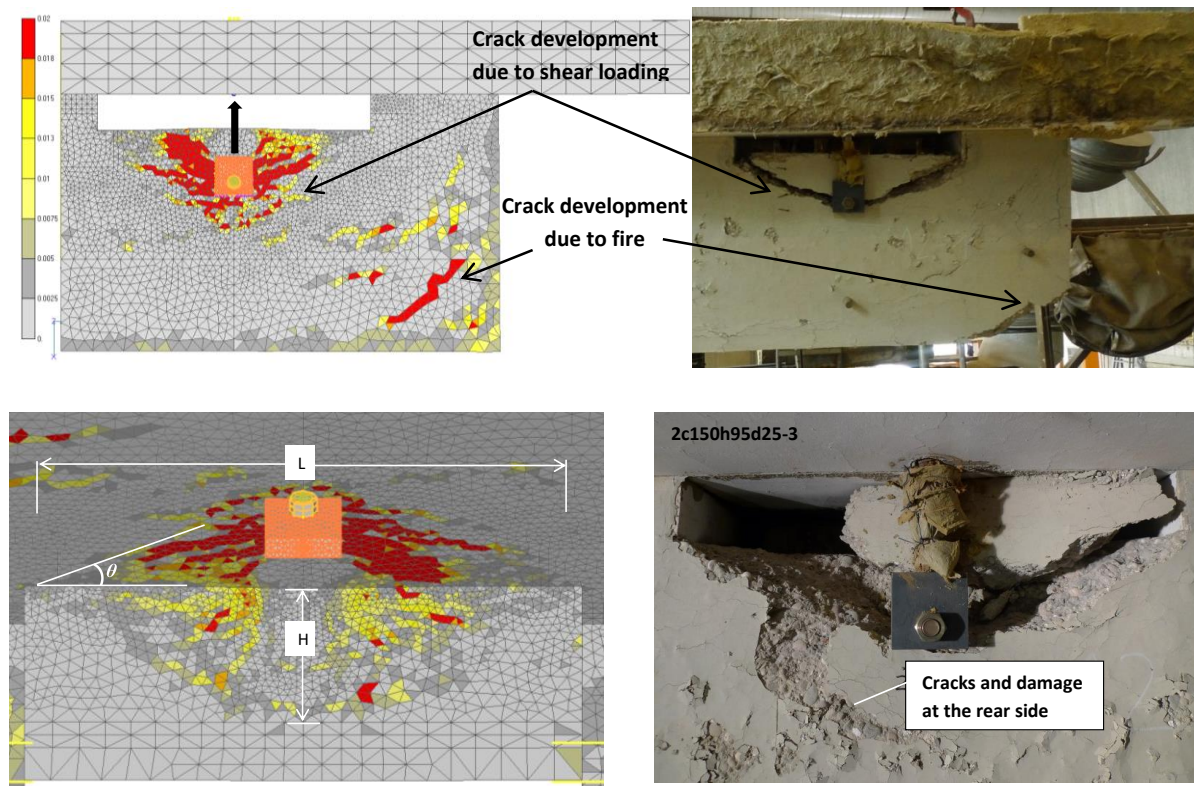 0.02
0.018
0.015
0.013
0.01
0.0075
0.005
0.0025
0.
Crack development
due to shear loading
Crack development
due to fire
L
θ
H
2c150h95d25-3
Cracks and damage
at the rear side